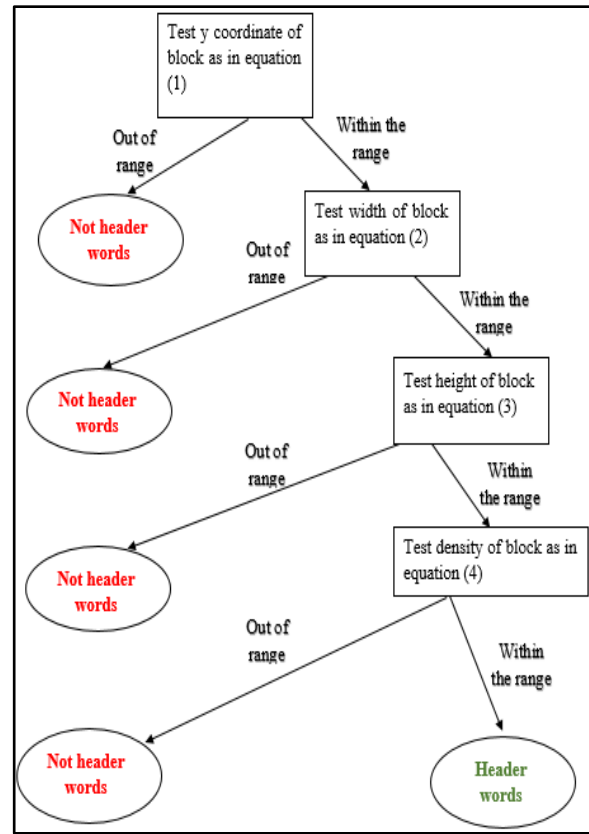 Test y coordinate of
block as in equation
(1)
Out of
range
Within the
range
Not header
words
Test width of block
as in equation (2)
Out of
range
Within the
range
Not header
words
Test height of block
as in equation (3)
Out of
range
Within
the range
Not header
words
Test density of block as in
equation (4)
Out of
range
Within
the range
Not header
words
Header
words